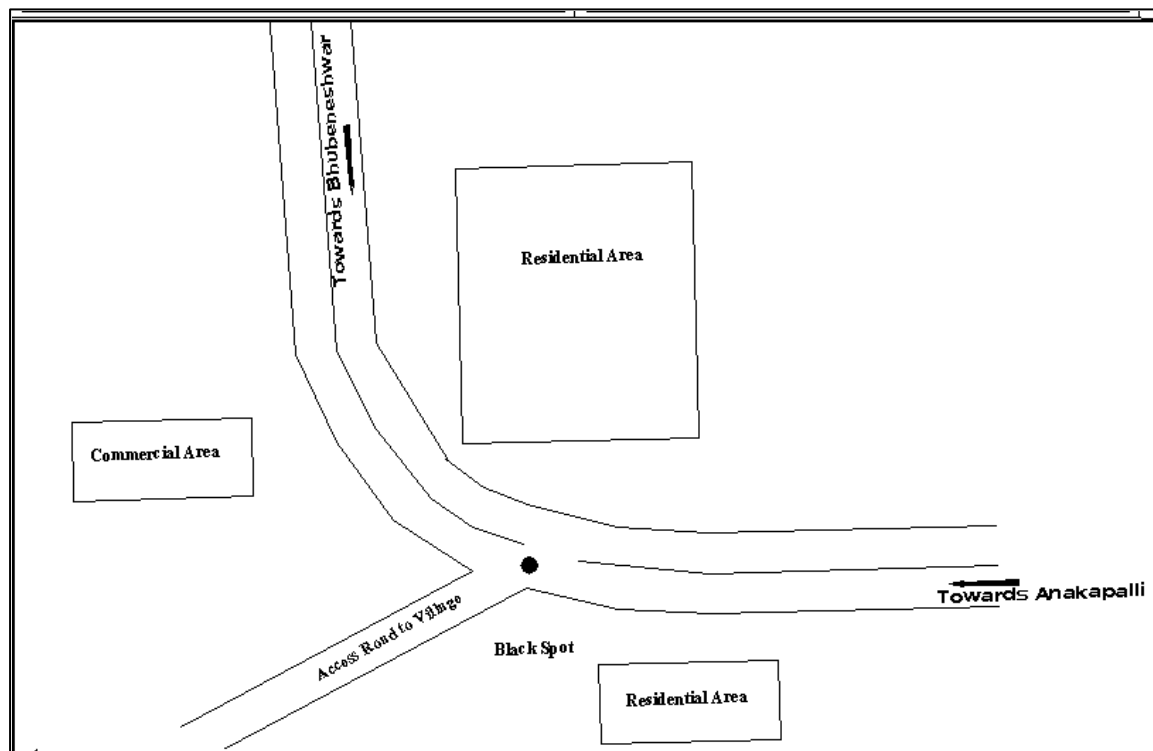 Towards Bhubeneshwar
Residential Area
Commercial Area
Towards Anakapalli
Access Road to Village
Black Spot
Residential Area